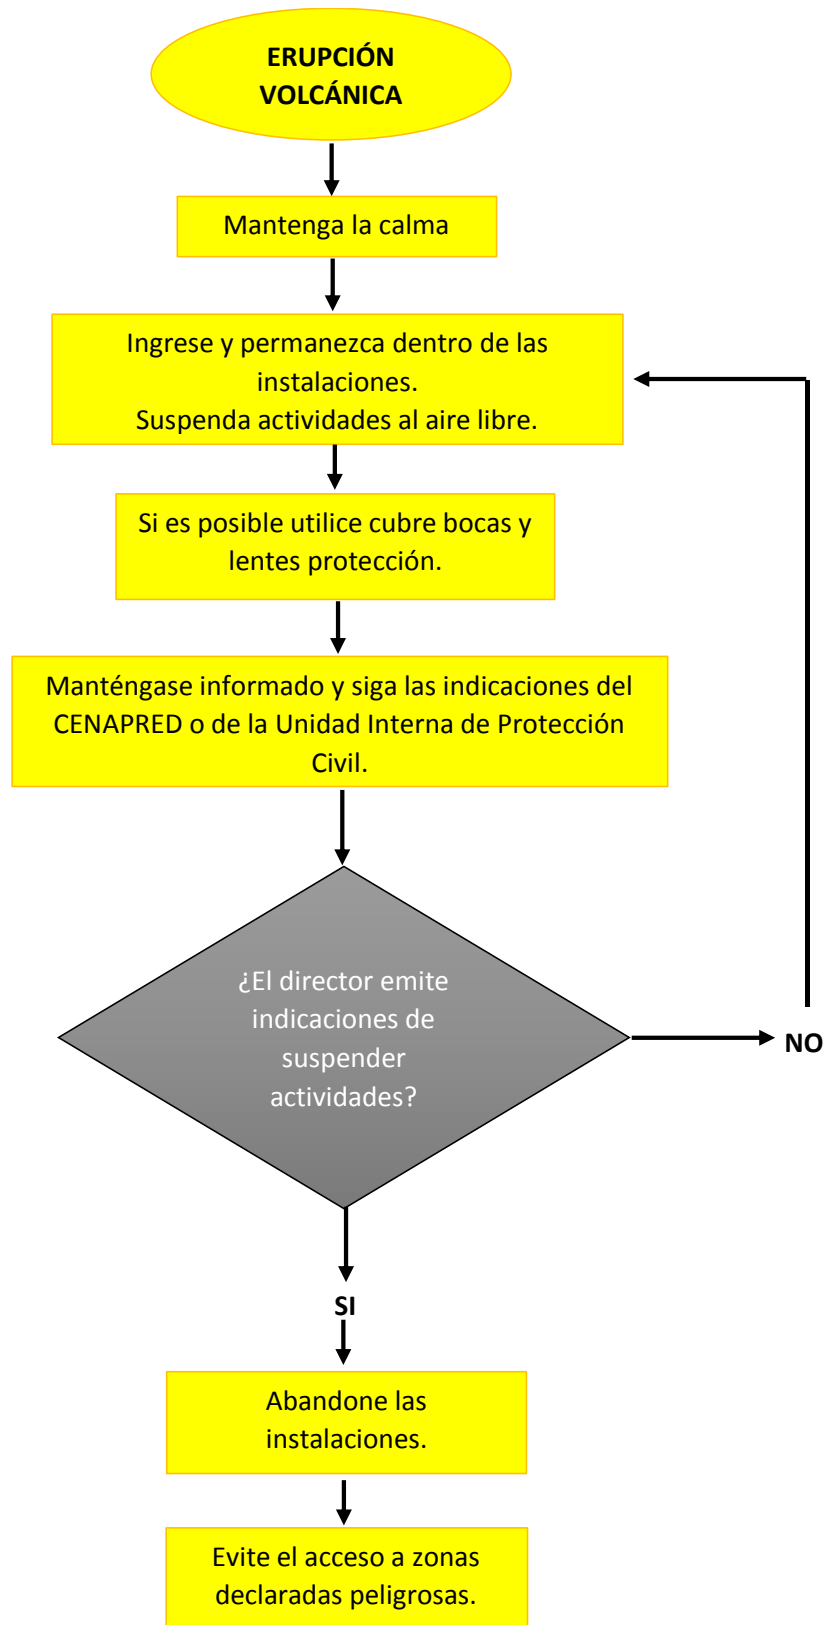 ERUPCIÓN
VOLCÁNICA
Mantenga la calma
Ingrese y permanezca dentro de las
instalaciones.
Suspenda actividades al aire libre.
Si es posible utilice cubre bocas y
lentes protección.
Manténgase informado y siga las indicaciones del
CENAPRED o de la Unidad Interna de Protección
Civil.
¿El director emite
indicaciones de
suspender
actividades?
NO
SI
Abandone las
instalaciones.
Evite el acceso a zonas
declaradas peligrosas.